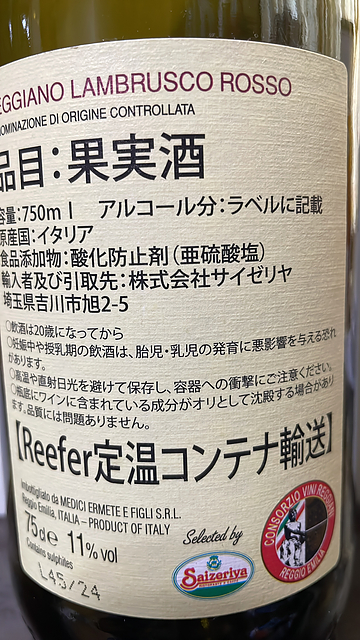 EGGIANO LAMBRUSCO ROSSO
NOMINAZIONE DI ORIGINE CONTROLLATA
品目：果実酒
容量：750ml アルコール分：ラベルに記載
原産国：イタリア
食品添加物：酸化防止剤（亜硫酸塩）
輸入者及び引取先：株式会社サイゼリヤ
埼玉県吉川市旭2-5
○飲酒は20歳になってから
○妊娠中や授乳期の飲酒は、胎児・乳児の発育に悪影響を与える恐れ
があります。
○高温や直射日光を避けて保存し、容器への衝撃にご注意ください。
○瓶底にワインに含まれている成分がオリとして沈殿する場合があり
ます。品質には問題ありません。
【Reefer定温コンテナ輸送】
Imbottigliato da MEDICI ERMETE E FIGLI S.R.L.
Reggio Emilia, ITALIA – PRODUCT OF ITALY
75cl e 11% vol
Contains sulphites
L45/24
Selected by
Saizeriya
CONSORZIO VINI REGGIANI
REGGIO EMILIA